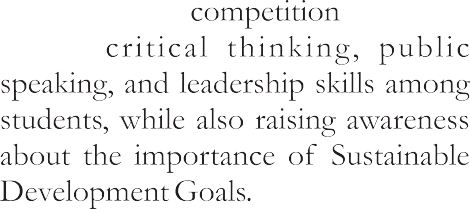 competition
critical thinking, public
speaking, and leadership skills among
students, while also raising awareness
about the importance of Sustainable
Development Goals.